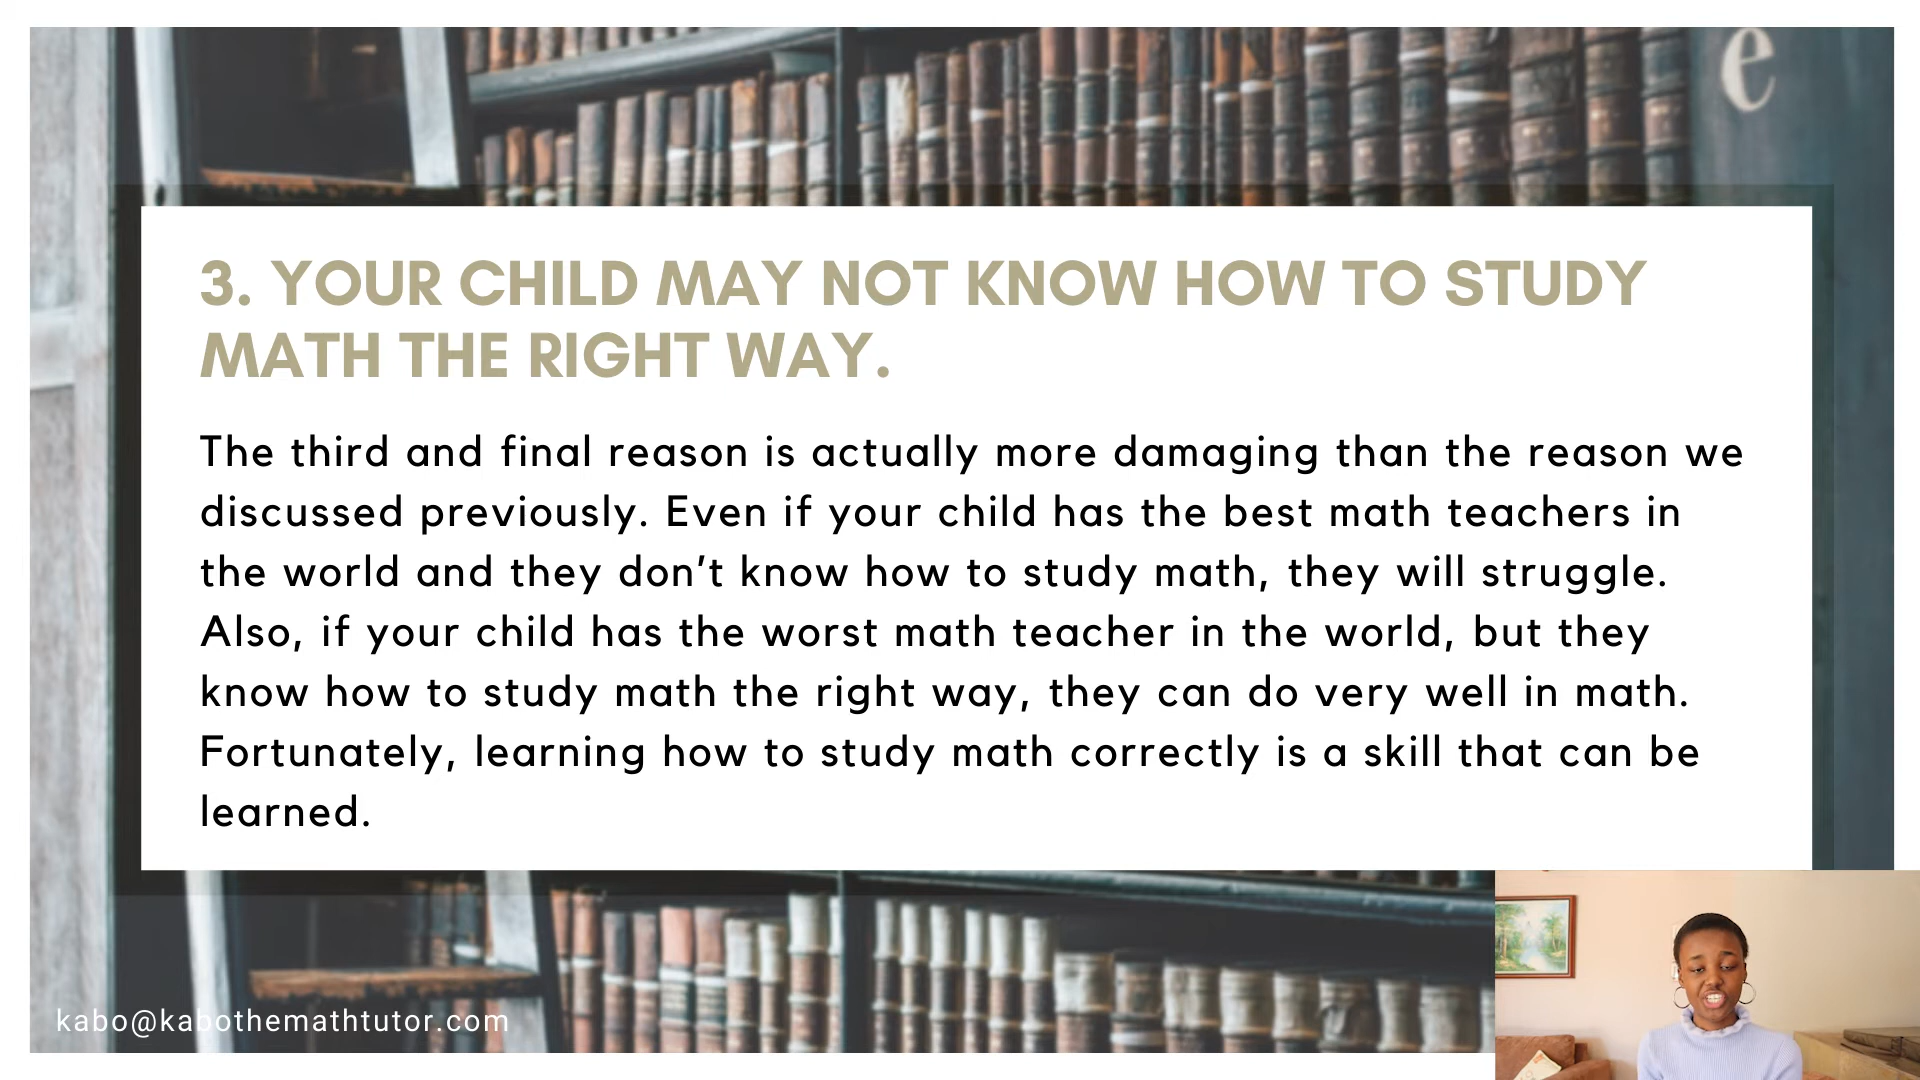 e
3. YOUR CHILD MAY NOT KNOW HOW TO STUDY
MATH THE RIGHT WAY.
The third and final reason is actually more damaging than the reason we
discussed previously. Even if your child has the best math teachers in
the world and they don’t know how to study math, they will struggle.
Also, if your child has the worst math teacher in the world, but they
know how to study math the right way, they can do very well in math.
Fortunately, learning how to study math correctly is a skill that can be
learned.
kabo@kabothemathtutor.com